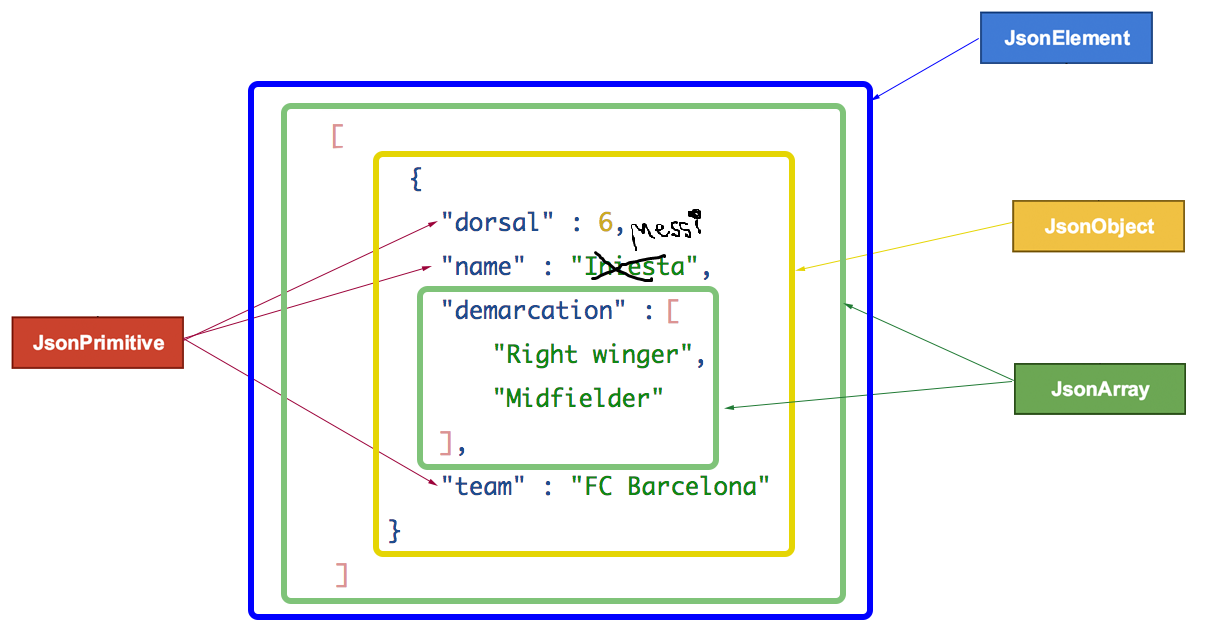 JsonElement
[
{
JsonObject
"dorsal" : 6,
messi
"name" : "Iniesta",
"demarcation" : [
JsonPrimitive
"Right winger",
JsonArray
"Midfielder"
],
"team" : "FC Barcelona"
}
]